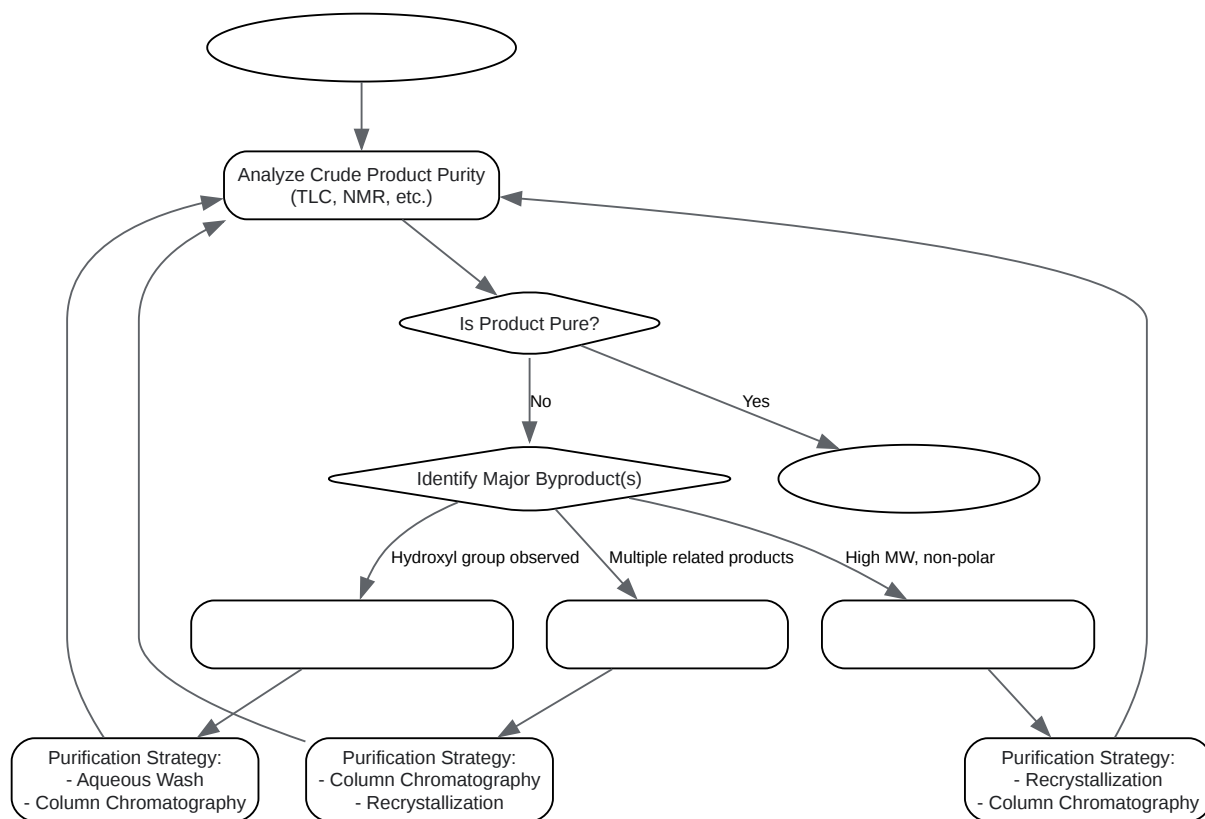 Analyze Crude Product Purity
(TLC, NMR, etc.)
Is Product Pure?
No
Yes
Identify Major Byproduct(s)
Hydroxyl group observed
Multiple related products
High MW, non-polar
Purification Strategy:
- Aqueous Wash
- Column Chromatography
Purification Strategy:
- Column Chromatography
- Recrystallization
Purification Strategy:
- Recrystallization
- Column Chromatography